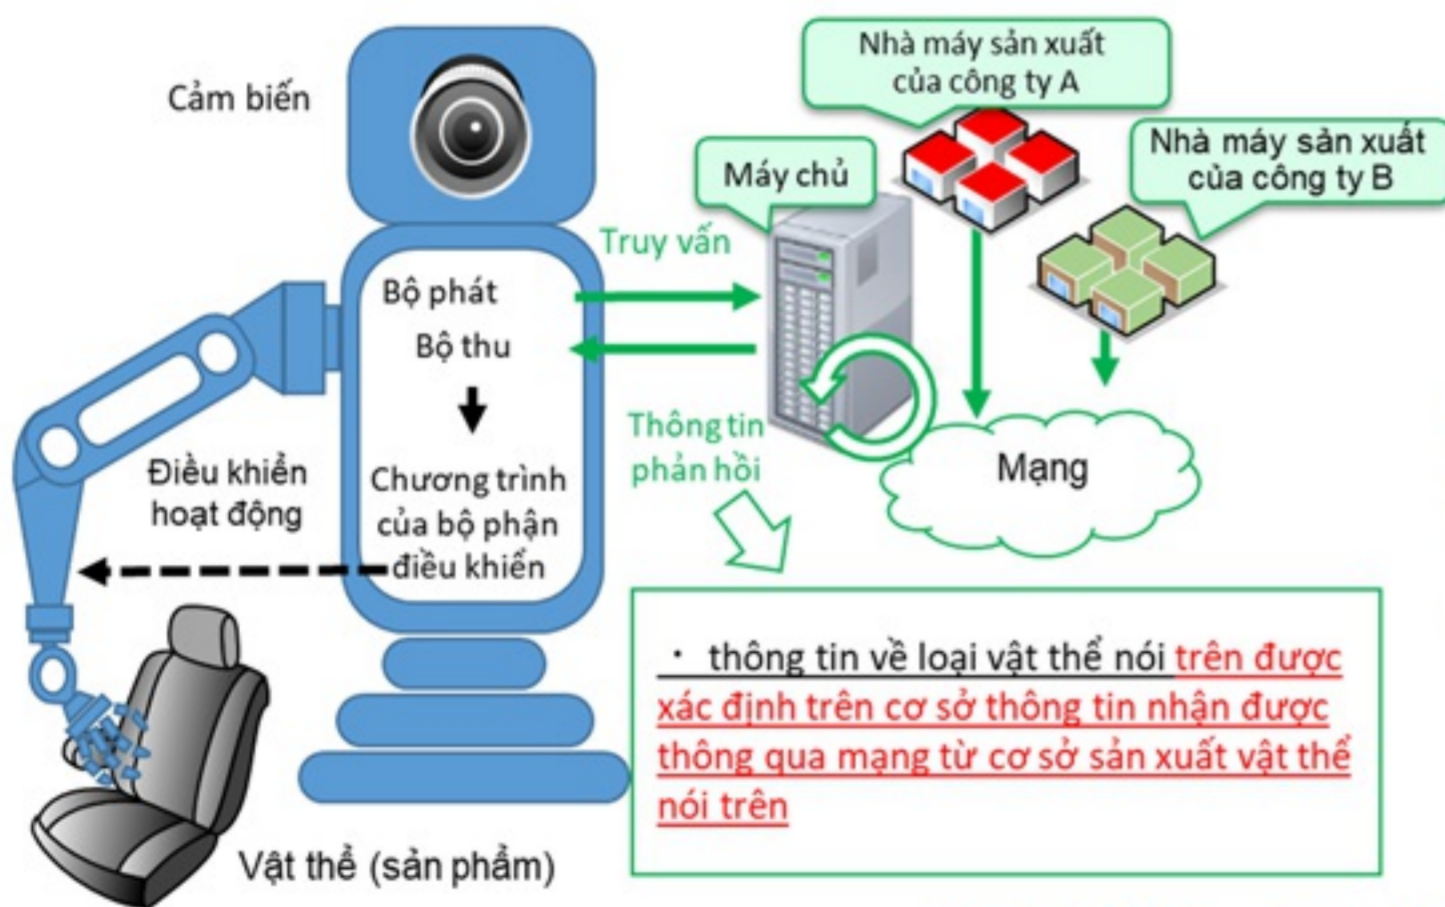 Cảm biến
Nhà máy sản xuất
của công ty A
Nhà máy sản xuất
của công ty B
Máy chủ
Truy vấn
Bộ phát
Bộ thu
Thông tin
phản hồi
Mạng
Điều khiển
hoạt động
Chương trình
của bộ phận
điều khiển
・ thông tin về loại vật thể nói trên được
xác định trên cơ sở thông tin nhận được
thông qua mạng từ cơ sở sản xuất vật thể
nói trên
Vật thể (sản phẩm)